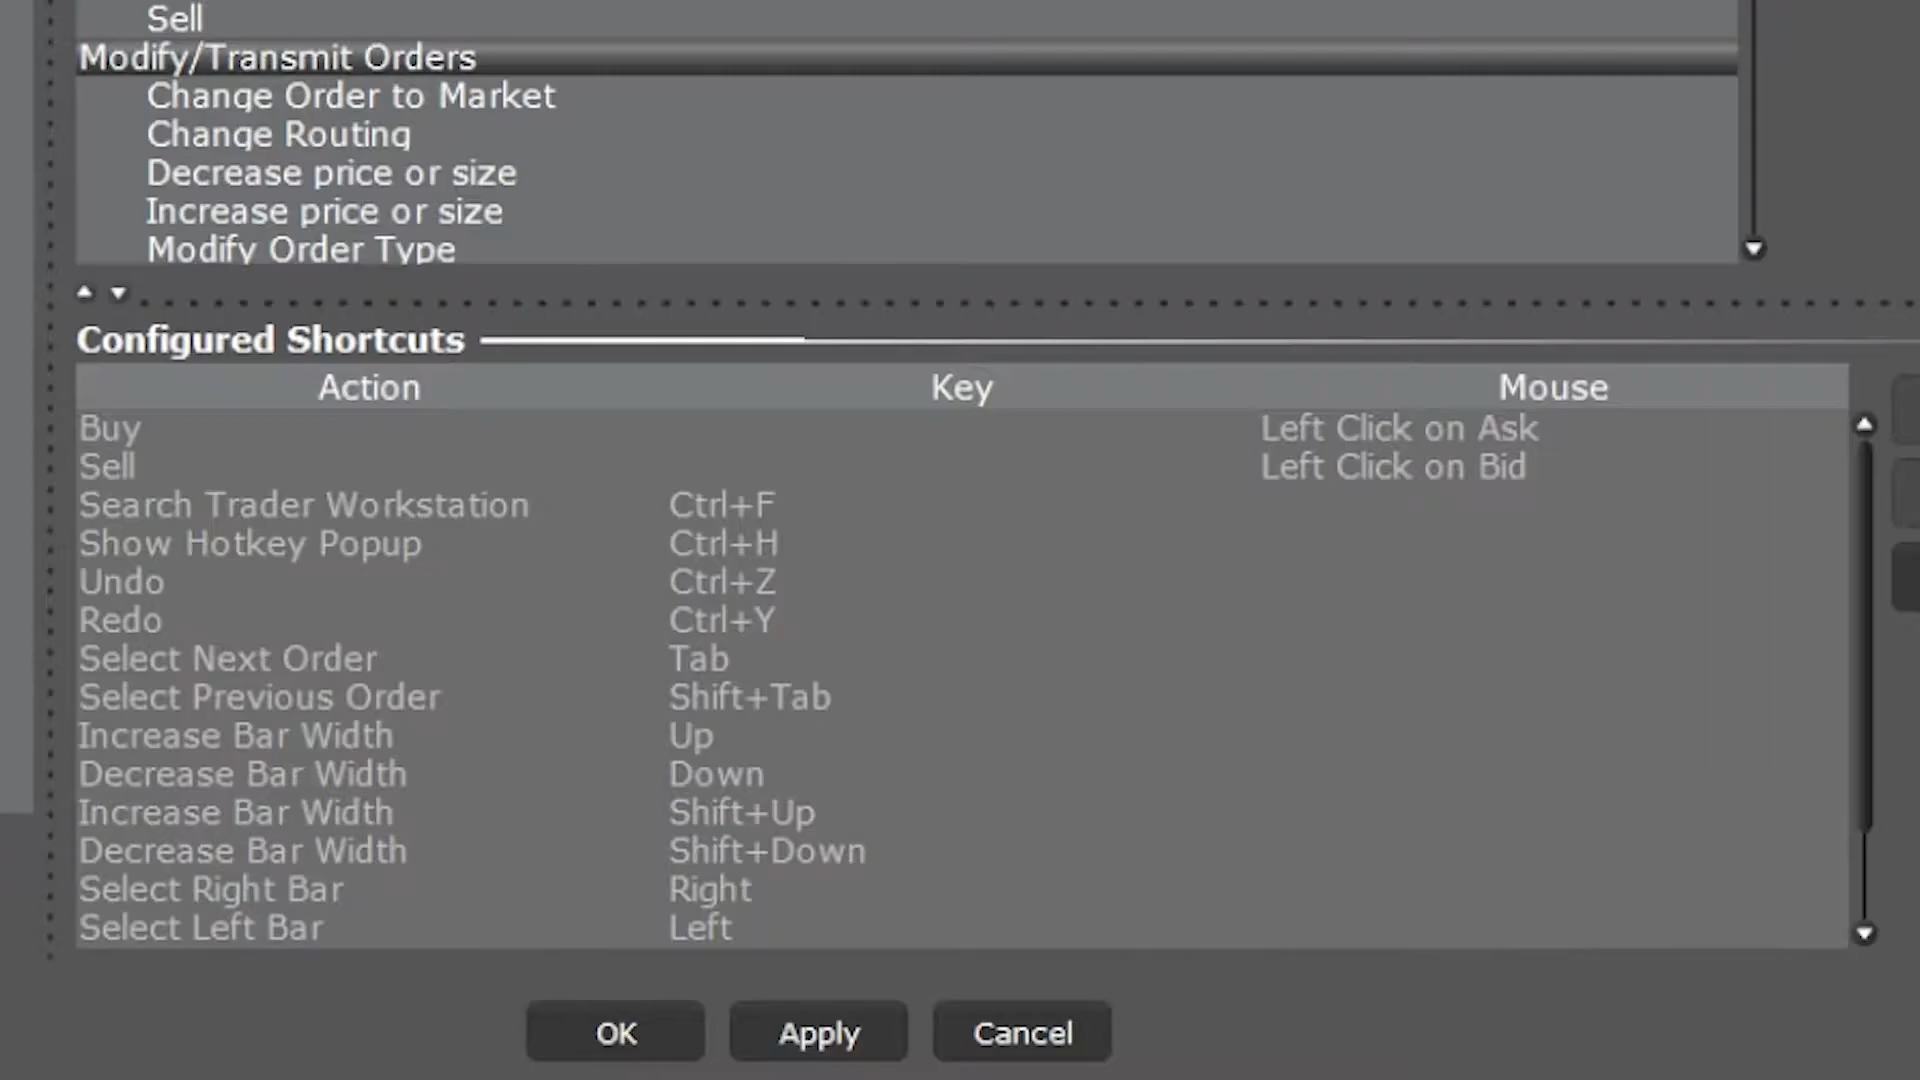 Sell
Modify/Transmit Orders
Change Order to Market
Change Routing
Decrease price or size
Increase price or size
Modify Order Type
Configured Shortcuts
Action Key Mouse
Buy Left Click on Ask
Sell Left Click on Bid
Search Trader Workstation Ctrl+F
Show Hotkey Popup Ctrl+H
Undo Ctrl+Z
Redo Ctrl+Y
Select Next Order Tab
Select Previous Order Shift+Tab
Increase Bar Width Up
Decrease Bar Width Down
Increase Bar Width Shift+Up
Decrease Bar Width Shift+Down
Select Right Bar Right
Select Left Bar Left
OK Apply Cancel